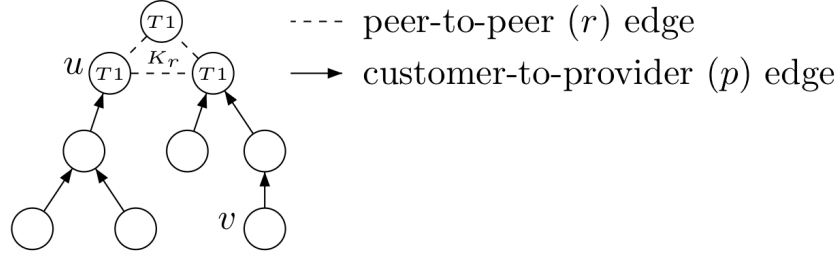 T1
peer-to-peer (r) edge
u T1 K_r T1
customer-to-provider (p) edge
v